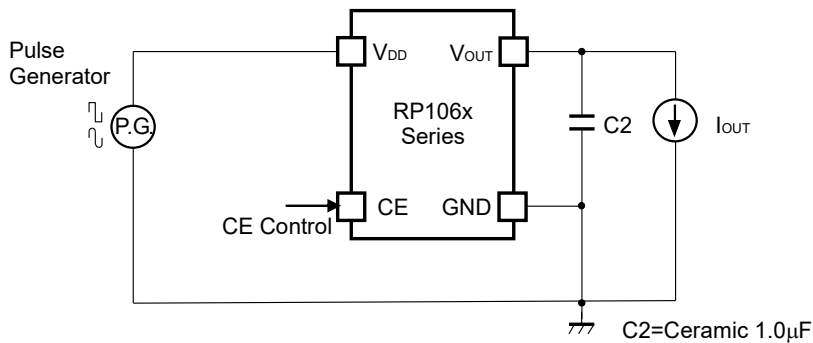 Pulse
Generator
P.G.
VDD
VOUT
RP106x
Series
C2
IOUT
CE
GND
CE Control
C2=Ceramic 1.0μF